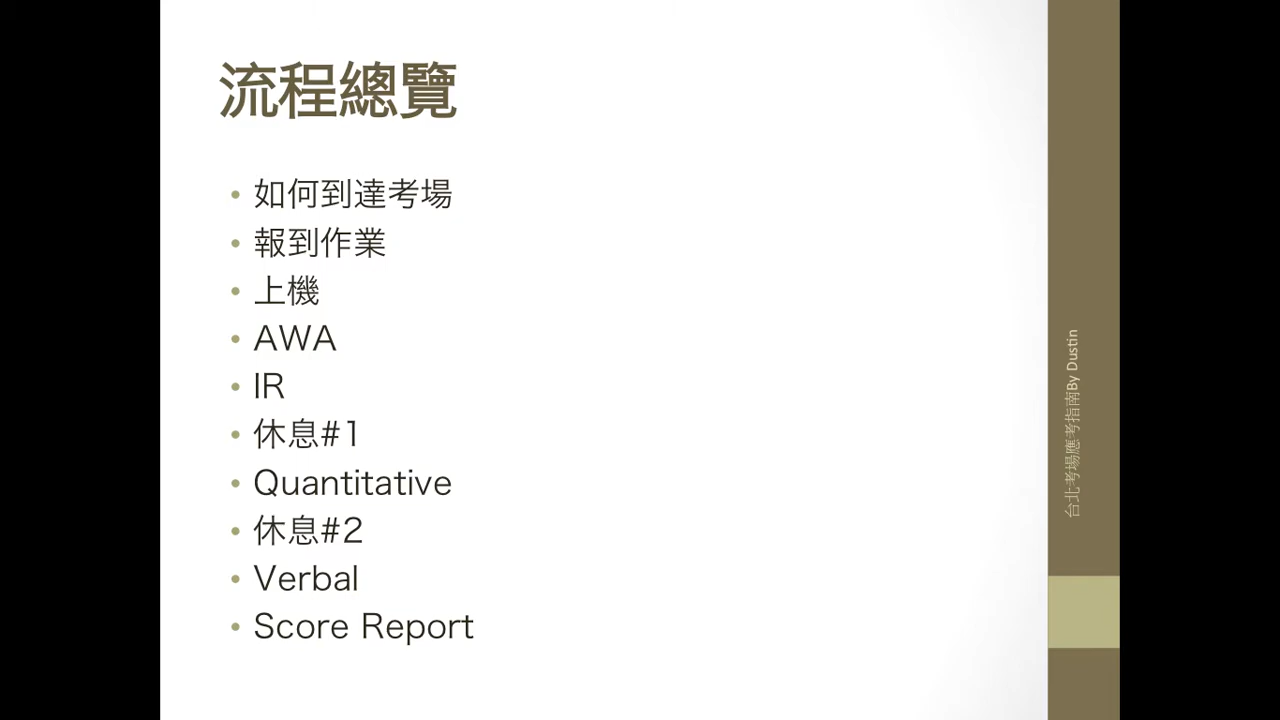 流程總覽
• 如何到達考場
• 報到作業
• 上機
• AWA
• IR
• 休息#1
• Quantitative
• 休息#2
• Verbal
• Score Report
台北考場應考指南By Dustin